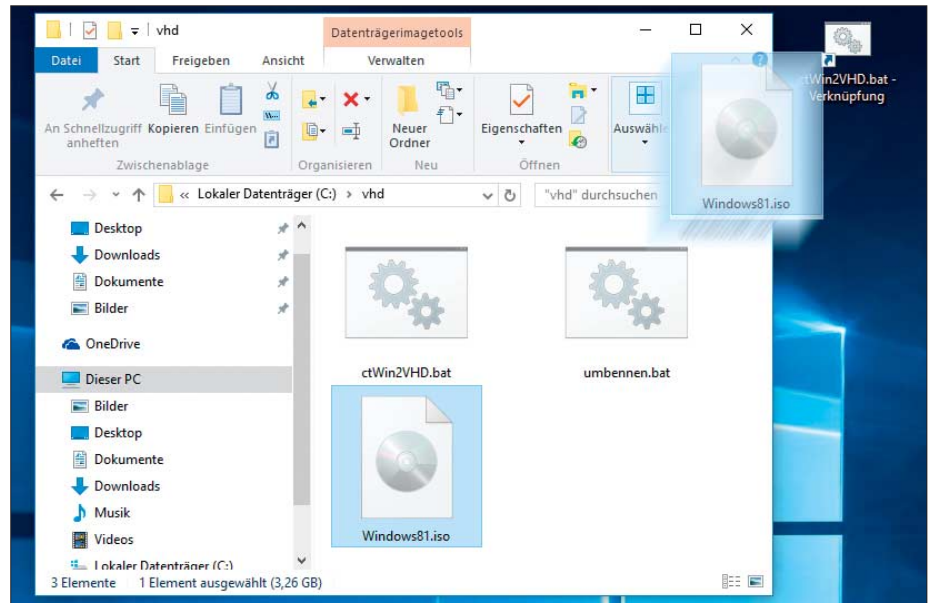 vhd
Datenträgerimagetools
Datei Start Freigeben Ansicht Verwalten
An Schnellzugriff anheften
Kopieren
Einfügen
Neuer Ordner
Eigenschaften
Zwischenablage
Organisieren
Neu
Öffnen
« Lokaler Datenträger (C:) › vhd
"vhd" durchsuchen
Windows81.iso
ctWin2VHD.bat -
Verknüpfung
Desktop
Downloads
Dokumente
Bilder
OneDrive
Dieser PC
Bilder
Desktop
Dokumente
Downloads
Musik
Videos
Lokaler Datenträger (C:)
ctWin2VHD.bat
umbennen.bat
Windows81.iso
3 Elemente 1 Element ausgewählt (3,26 GB)